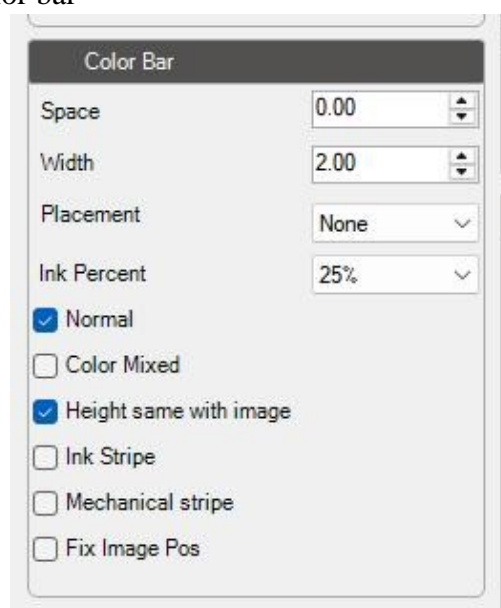 Color Bar
Space 0.00
Width 2.00
Placement None
Ink Percent 25%
Normal
Color Mixed
Height same with image
Ink Stripe
Mechanical stripe
Fix Image Pos